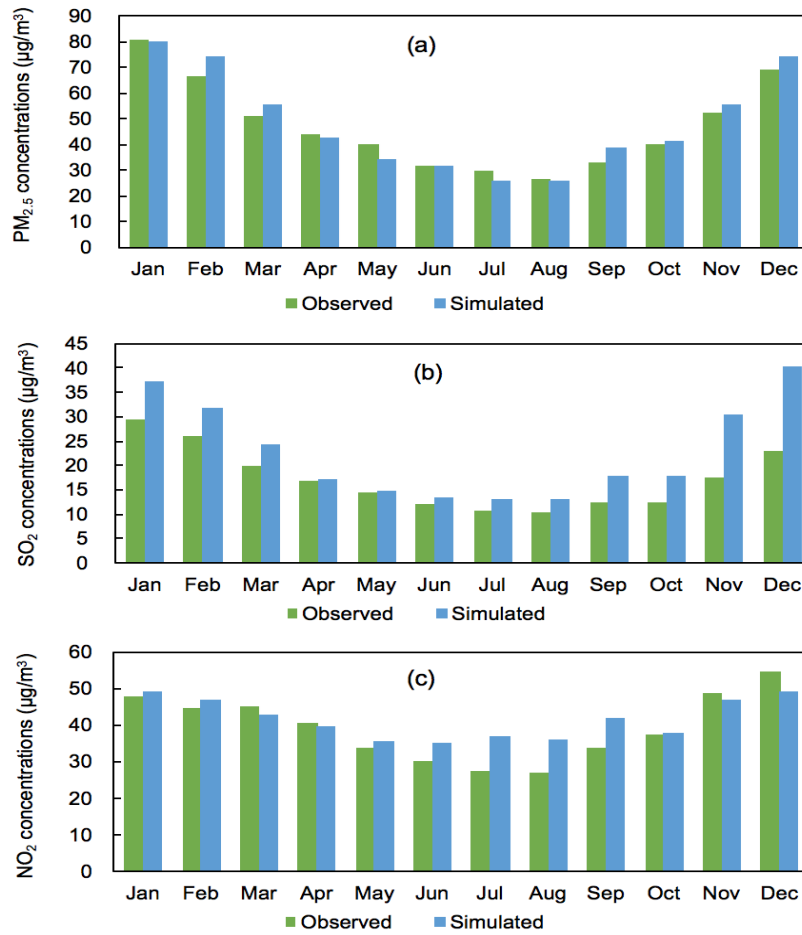 PM2.5 concentrations (μg/m³)
90
80
70
60
50
40
30
20
10
0
(a)
Jan Feb Mar Apr May Jun Jul Aug Sep Oct Nov Dec
Observed Simulated
SO2 concentrations (μg/m³)
45
40
35
30
25
20
15
10
5
0
(b)
Jan Feb Mar Apr May Jun Jul Aug Sep Oct Nov Dec
Observed Simulated
NO2 concentrations (μg/m³)
60
50
40
30
20
10
0
(c)
Jan Feb Mar Apr May Jun Jul Aug Sep Oct Nov Dec
Observed Simulated